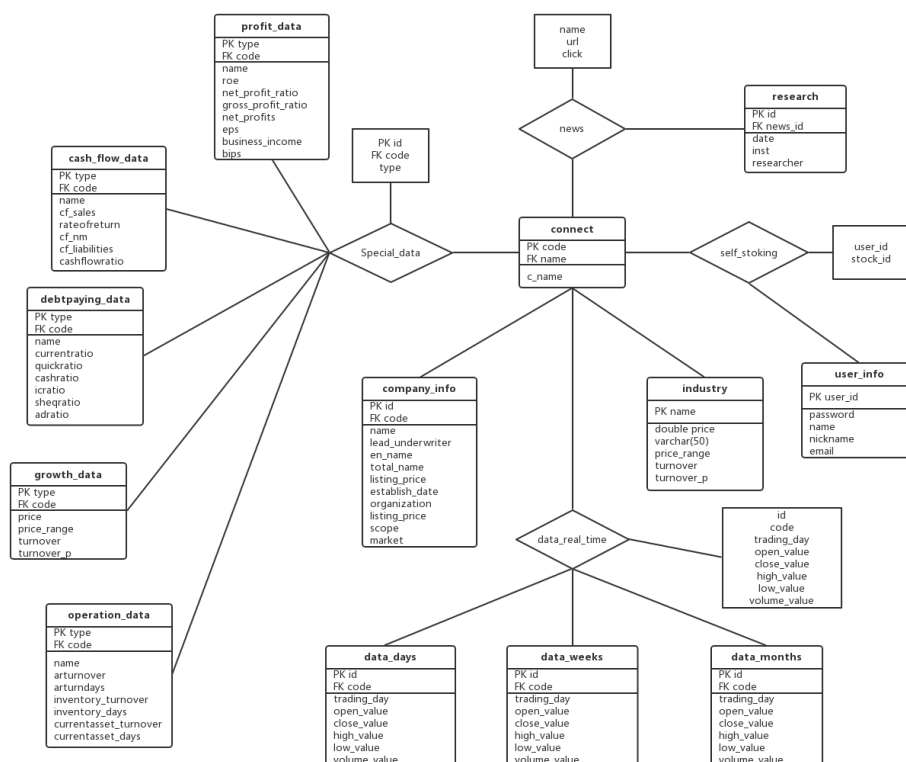 profit_data
PK type
FK code
name
roe
net_profit_ratio
gross_profit_ratio
net_profits
eps
business_income
bips
name
url
click
news
research
PK id
FK news_id
date
inst
researcher
cash_flow_data
PK type
FK code
name
cf_sales
rateofreturn
cf_nm
cf_liabilities
cashflowratio
PK id
FK code
type
Special_data
connect
PK code
FK name
c_name
self_stoking
user_id
stock_id
debtpaying_data
PK type
FK code
name
currentratio
quickratio
cashratio
icratio
sheqratio
adratio
company_info
PK id
FK code
name
lead_underwriter
en_name
total_name
listing_price
establish_date
organization
listing_price
scope
market
industry
PK name
double price
varchar(50)
price_range
turnover
turnover_p
user_info
PK user_id
password
name
nickname
email
growth_data
PK type
FK code
price
price_range
turnover
turnover_p
data_real_time
id
code
trading_day
open_value
close_value
high_value
low_value
volume_value
operation_data
PK type
FK code
name
arturnover
arturndays
inventory_turnover
inventory_days
currentasset_turnover
currentasset_days
data_days
PK id
FK code
trading_day
open_value
close_value
high_value
low_value
volume_value
data_weeks
PK id
FK code
trading_day
open_value
close_value
high_value
low_value
volume_value
data_months
PK id
FK code
trading_day
open_value
close_value
high_value
low_value
volume_value